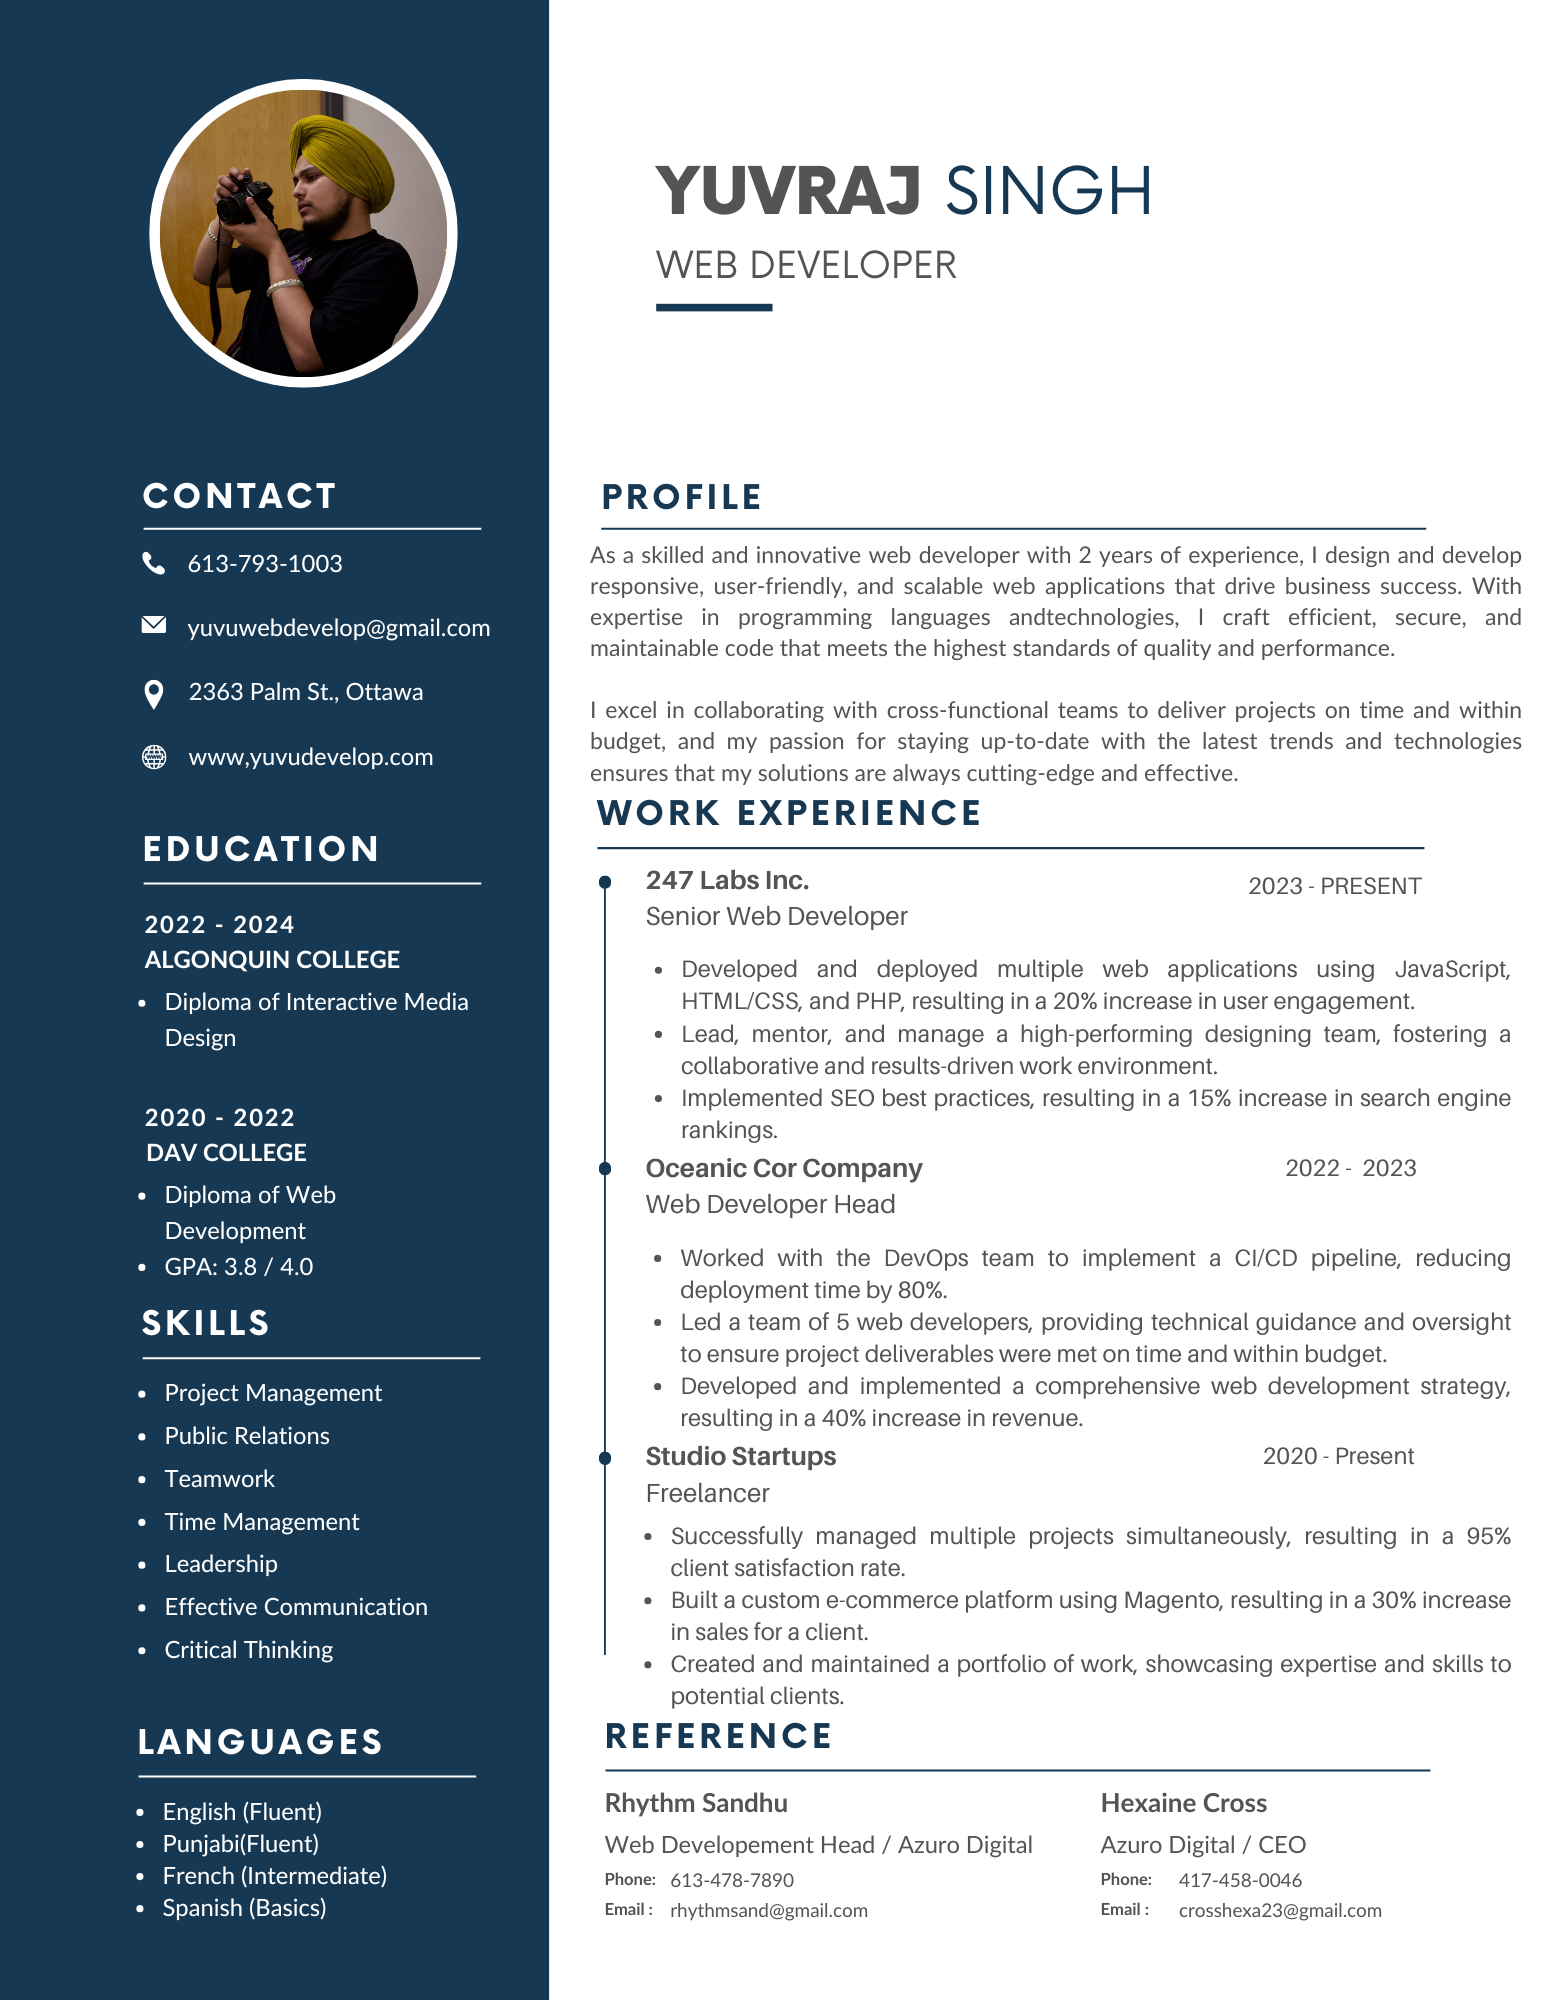 YUVRAJ SINGH
WEB DEVELOPER
CONTACT
613-793-1003
yuvuwebdevelop@gmail.com
2363 Palm St., Ottawa
www,yuvudevelop.com
EDUCATION
2022 - 2024
ALGONQUIN COLLEGE
• Diploma of Interactive Media
Design
2020 - 2022
DAV COLLEGE
• Diploma of Web
Development
• GPA: 3.8 / 4.0
SKILLS
• Project Management
• Public Relations
• Teamwork
• Time Management
• Leadership
• Effective Communication
• Critical Thinking
LANGUAGES
• English (Fluent)
• Punjabi(Fluent)
• French (Intermediate)
• Spanish (Basics)
PROFILE
As a skilled and innovative web developer with 2 years of experience, I design and develop
responsive, user-friendly, and scalable web applications that drive business success. With
expertise in programming languages andtechnologies, I craft efficient, secure, and
maintainable code that meets the highest standards of quality and performance.
I excel in collaborating with cross-functional teams to deliver projects on time and within
budget, and my passion for staying up-to-date with the latest trends and technologies
ensures that my solutions are always cutting-edge and effective.
WORK EXPERIENCE
247 Labs Inc. 2023 - PRESENT
Senior Web Developer
• Developed and deployed multiple web applications using JavaScript,
HTML/CSS, and PHP, resulting in a 20% increase in user engagement.
• Lead, mentor, and manage a high-performing designing team, fostering a
collaborative and results-driven work environment.
• Implemented SEO best practices, resulting in a 15% increase in search engine
rankings.
Oceanic Cor Company 2022 - 2023
Web Developer Head
• Worked with the DevOps team to implement a CI/CD pipeline, reducing
deployment time by 80%.
• Led a team of 5 web developers, providing technical guidance and oversight
to ensure project deliverables were met on time and within budget.
• Developed and implemented a comprehensive web development strategy,
resulting in a 40% increase in revenue.
Studio Startups 2020 - Present
Freelancer
• Successfully managed multiple projects simultaneously, resulting in a 95%
client satisfaction rate.
• Built a custom e-commerce platform using Magento, resulting in a 30% increase
in sales for a client.
• Created and maintained a portfolio of work, showcasing expertise and skills to
potential clients.
REFERENCE
Rhythm Sandhu
Web Developement Head / Azuro Digital
Phone: 613-478-7890
Email : rhythmsand@gmail.com
Hexaine Cross
Azuro Digital / CEO
Phone: 417-458-0046
Email : crosshexa23@gmail.com